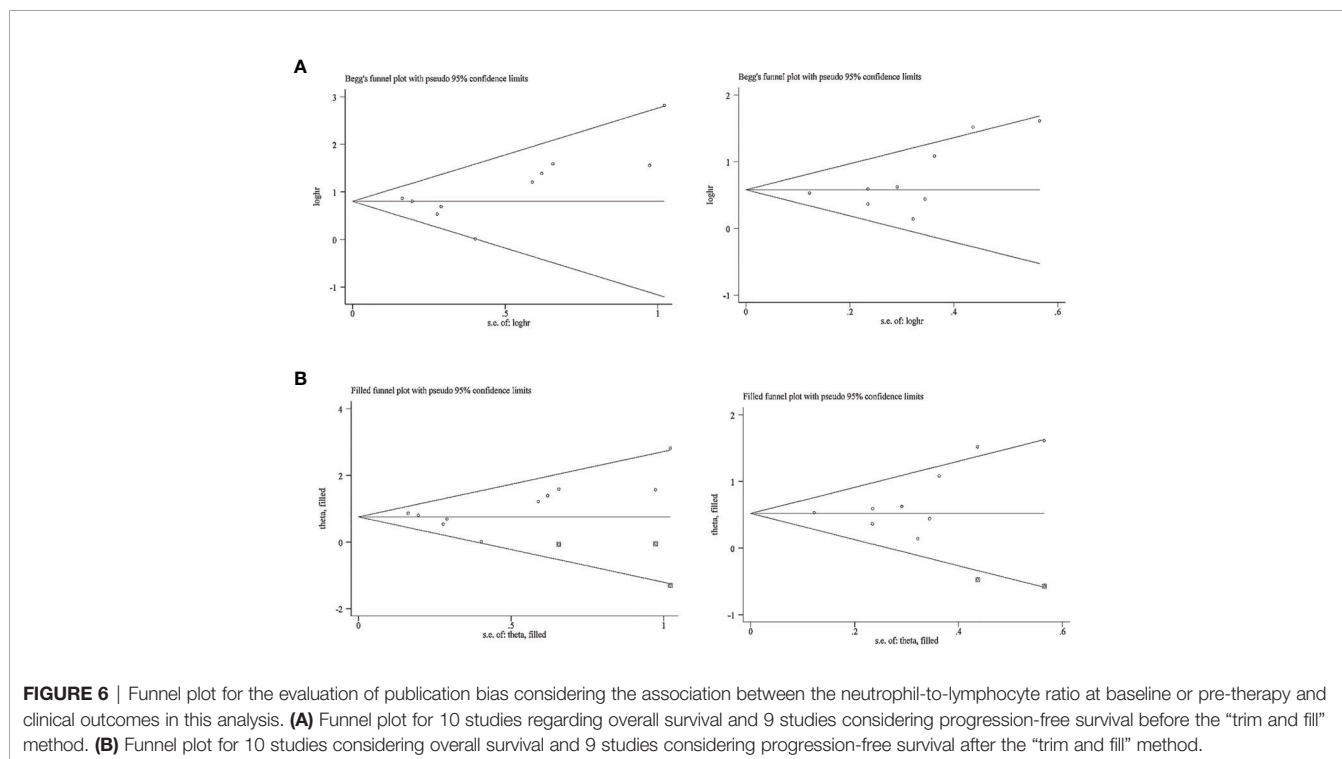 A
Begg's funnel plot with pseudo 95% confidence limits
3
2
1
0
-1
loghr
0
.5
1
s.e. of: loghr
Begg's funnel plot with pseudo 95% confidence limits
2
1
0
-1
loghr
0
.2
.4
.6
s.e. of: loghr
B
Filled funnel plot with pseudo 95% confidence limits
4
2
0
-2
theta, filled
0
.5
1
s.e. of: theta, filled
Filled funnel plot with pseudo 95% confidence limits
2
1
0
-1
theta, filled
0
.2
.4
.6
s.e. of: theta, filled
FIGURE 6 | Funnel plot for the evaluation of publication bias considering the association between the neutrophil-to-lymphocyte ratio at baseline or pre-therapy and
clinical outcomes in this analysis. (A) Funnel plot for 10 studies regarding overall survival and 9 studies considering progression-free survival before the “trim and fill”
method. (B) Funnel plot for 10 studies considering overall survival and 9 studies considering progression-free survival after the “trim and fill” method.